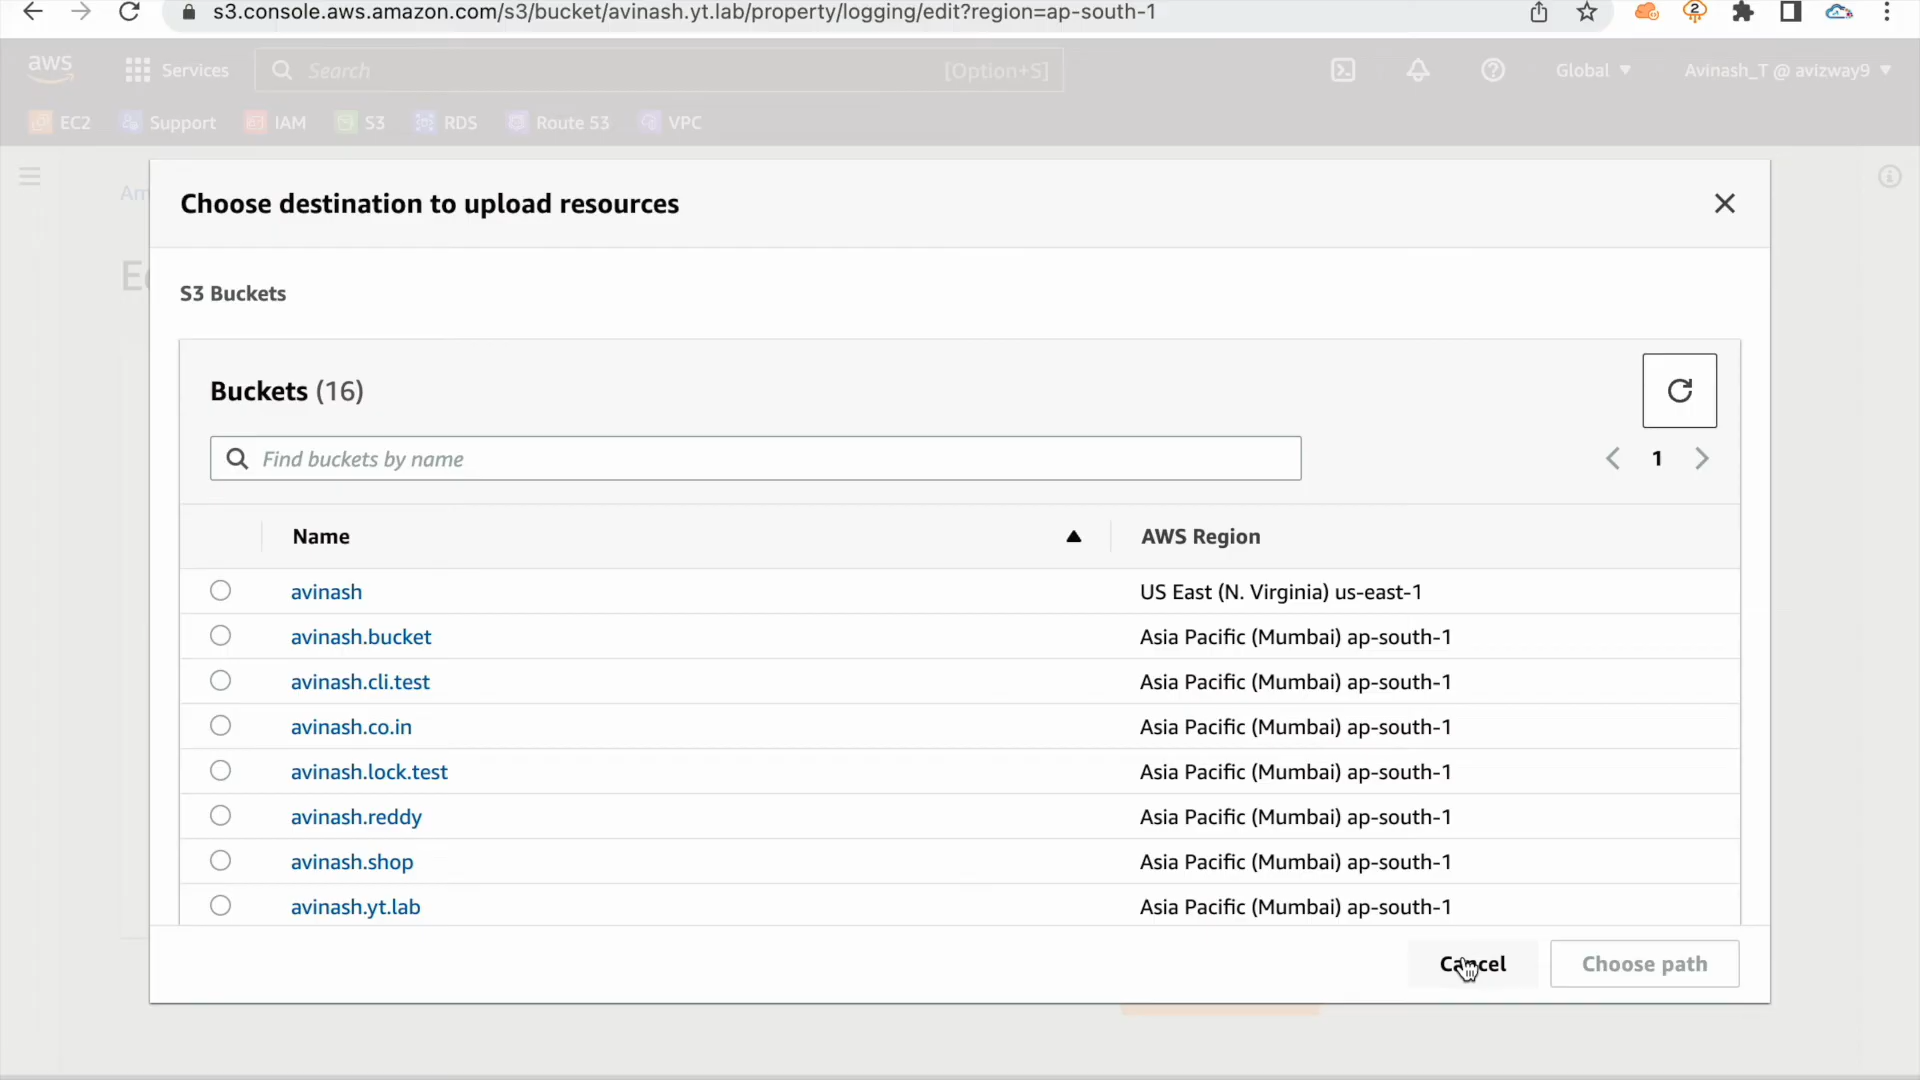 s3.console.aws.amazon.com/s3/bucket/avinash.yt.lab/property/logging/edit?region=ap-south-1
2
aws
Services
Search
[Option+S]
Global
Avinash_T @ avizway9
EC2
Support
IAM
S3
RDS
Route 53
VPC
Am
Ed
Choose destination to upload resources
S3 Buckets
Buckets (16)
Find buckets by name
1
Name
AWS Region
avinash
US East (N. Virginia) us-east-1
avinash.bucket
Asia Pacific (Mumbai) ap-south-1
avinash.cli.test
Asia Pacific (Mumbai) ap-south-1
avinash.co.in
Asia Pacific (Mumbai) ap-south-1
avinash.lock.test
Asia Pacific (Mumbai) ap-south-1
avinash.reddy
Asia Pacific (Mumbai) ap-south-1
avinash.shop
Asia Pacific (Mumbai) ap-south-1
avinash.yt.lab
Asia Pacific (Mumbai) ap-south-1
Cancel
Choose path